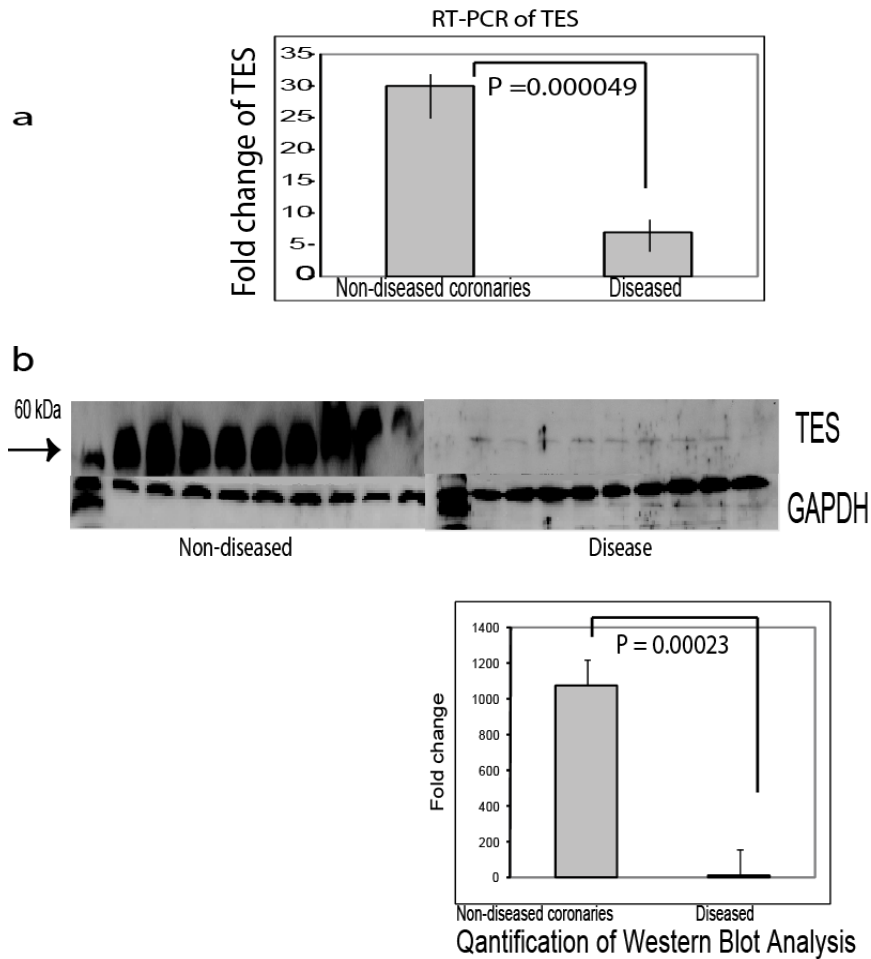 RT-PCR of TES
a
Fold change of TES
35
30
25
20
15
10
5
0
P =0.000049
Non-diseased coronaries Diseased
b
60 kDa
TES
GAPDH
Non-diseased Disease
Fold change
1400
1200
1000
800
600
400
200
0
P = 0.00023
Non-diseased coronaries Diseased
Qantification of Western Blot Analysis